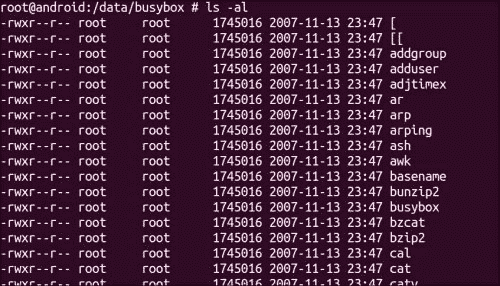 root@android:/data/busybox # ls -al
-rwxr--r-- root root 1745016 2007-11-13 23:47 [
-rwxr--r-- root root 1745016 2007-11-13 23:47 [[
-rwxr--r-- root root 1745016 2007-11-13 23:47 addgroup
-rwxr--r-- root root 1745016 2007-11-13 23:47 adduser
-rwxr--r-- root root 1745016 2007-11-13 23:47 adjtimex
-rwxr--r-- root root 1745016 2007-11-13 23:47 ar
-rwxr--r-- root root 1745016 2007-11-13 23:47 arp
-rwxr--r-- root root 1745016 2007-11-13 23:47 arping
-rwxr--r-- root root 1745016 2007-11-13 23:47 ash
-rwxr--r-- root root 1745016 2007-11-13 23:47 awk
-rwxr--r-- root root 1745016 2007-11-13 23:47 basename
-rwxr--r-- root root 1745016 2007-11-13 23:47 bunzip2
-rwxr--r-- root root 1745016 2007-11-13 23:47 busybox
-rwxr--r-- root root 1745016 2007-11-13 23:47 bzcat
-rwxr--r-- root root 1745016 2007-11-13 23:47 bzip2
-rwxr--r-- root root 1745016 2007-11-13 23:47 cal
-rwxr--r-- root root 1745016 2007-11-13 23:47 cat
-rwxr--r-- root root 1745016 2007-11-13 23:47 catv